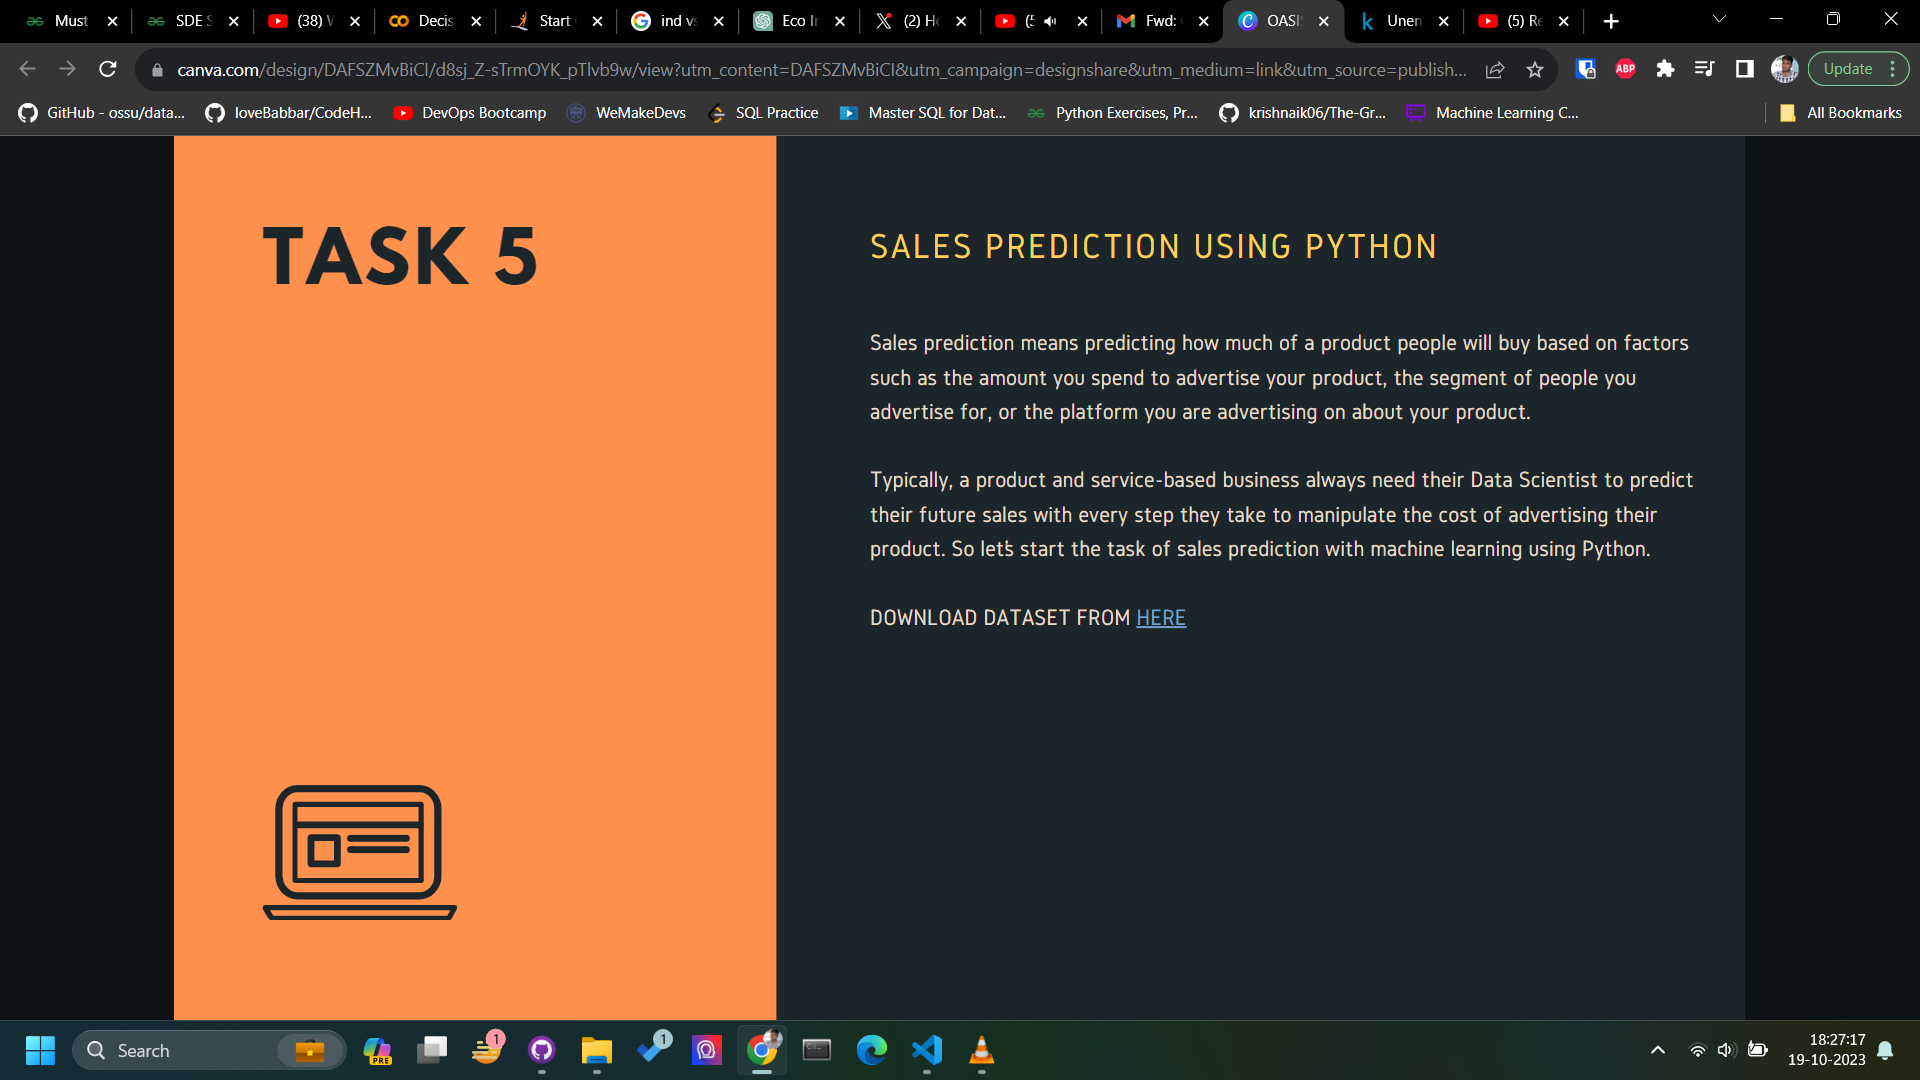 Must
SDE S
(38) W
Decis
Start
ind vs
Eco In
(2) Ho
(5
Fwd:
OASI
Unem
(5) Re
canva.com/design/DAFSZMvBiCI/d8sj_Z-sTrmOYK_pTlvb9w/view?utm_content=DAFSZMvBiCI&utm_campaign=designshare&utm_medium=link&utm_source=publish...
ABP
Update
GitHub - ossu/data...
loveBabbar/CodeH...
DevOps Bootcamp
WeMakeDevs
SQL Practice
Master SQL for Dat...
Python Exercises, Pr...
krishnaik06/The-Gr...
Machine Learning C...
All Bookmarks
TASK 5
SALES PREDICTION USING PYTHON
Sales prediction means predicting how much of a product people will buy based on factors
such as the amount you spend to advertise your product, the segment of people you
advertise for, or the platform you are advertising on about your product.
Typically, a product and service-based business always need their Data Scientist to predict
their future sales with every step they take to manipulate the cost of advertising their
product. So let's start the task of sales prediction with machine learning using Python.
DOWNLOAD DATASET FROM HERE
Search
PRE
1
1
18:27:17
19-10-2023